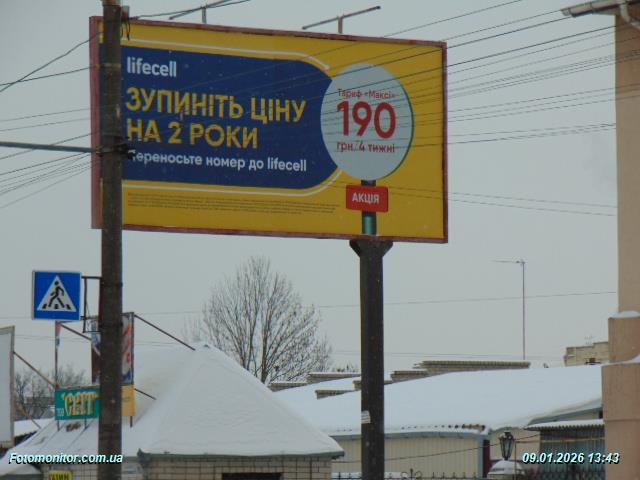 lifecell
ЗУПИНІТЬ ЦІНУ
НА 2 РОКИ
Переносьте номер до lifecell
Тариф «Максі»
190
грн/4 тижні
АКЦІЯ
Fotomonitor.com.ua
09.01.2026 13:43